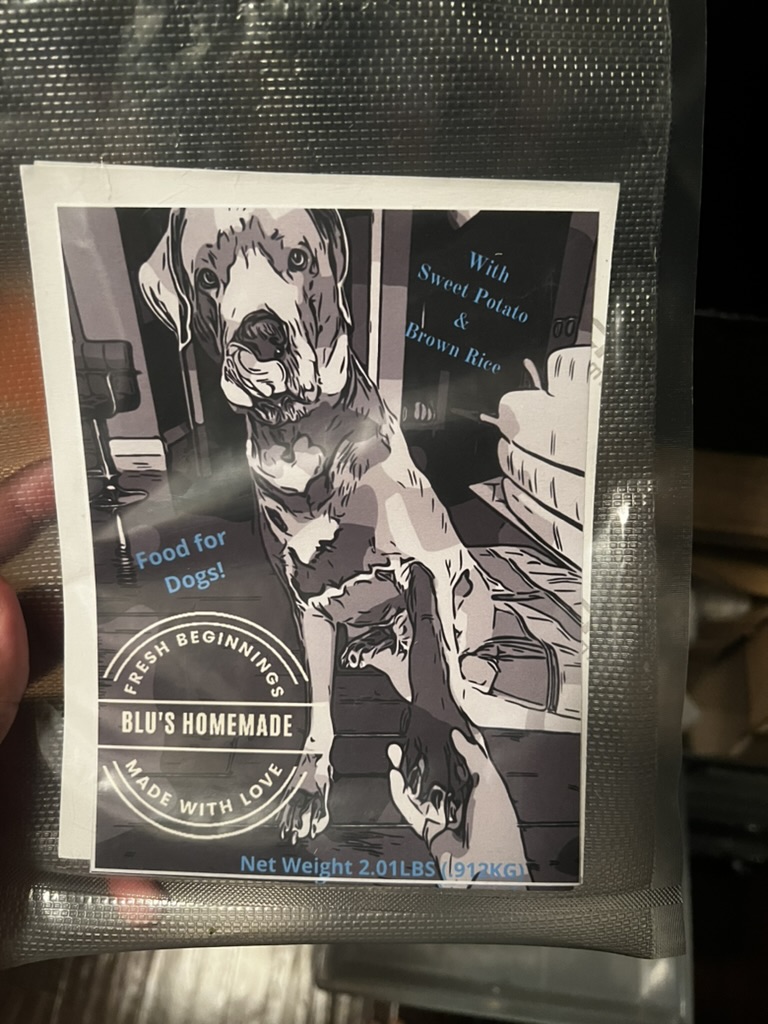 With
Sweet Potato
&
Brown Rice
Food for
Dogs!
FRESH BEGINNINGS
BLU'S HOMEMADE
MADE WITH LOVE
Net Weight 2.01LBS (.912KG)